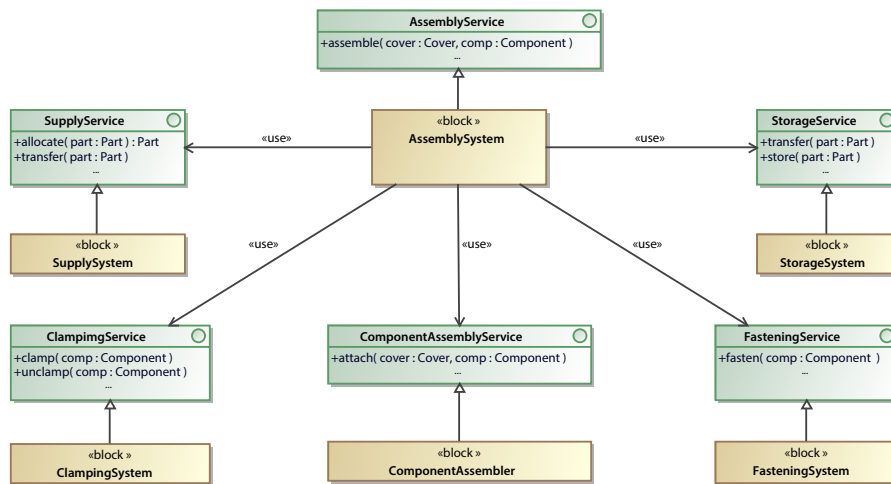 AssemblyService
+assemble( cover : Cover, comp : Component )
...
SupplyService
+allocate( part : Part ) : Part
+transfer( part : Part )
...
«use»
«block »
AssemblySystem
«use»
StorageService
+transfer( part : Part )
+store( part : Part )
...
«block »
SupplySystem
«use»
«use»
«use»
«block »
StorageSystem
ClampimgService
+clamp( comp : Component )
+unclamp( comp : Component )
...
ComponentAssemblyService
+attach( cover : Cover, comp : Component )
...
FasteningService
+fasten( comp : Component  )
...
«block »
ClampingSystem
«block »
ComponentAssembler
«block »
FasteningSystem